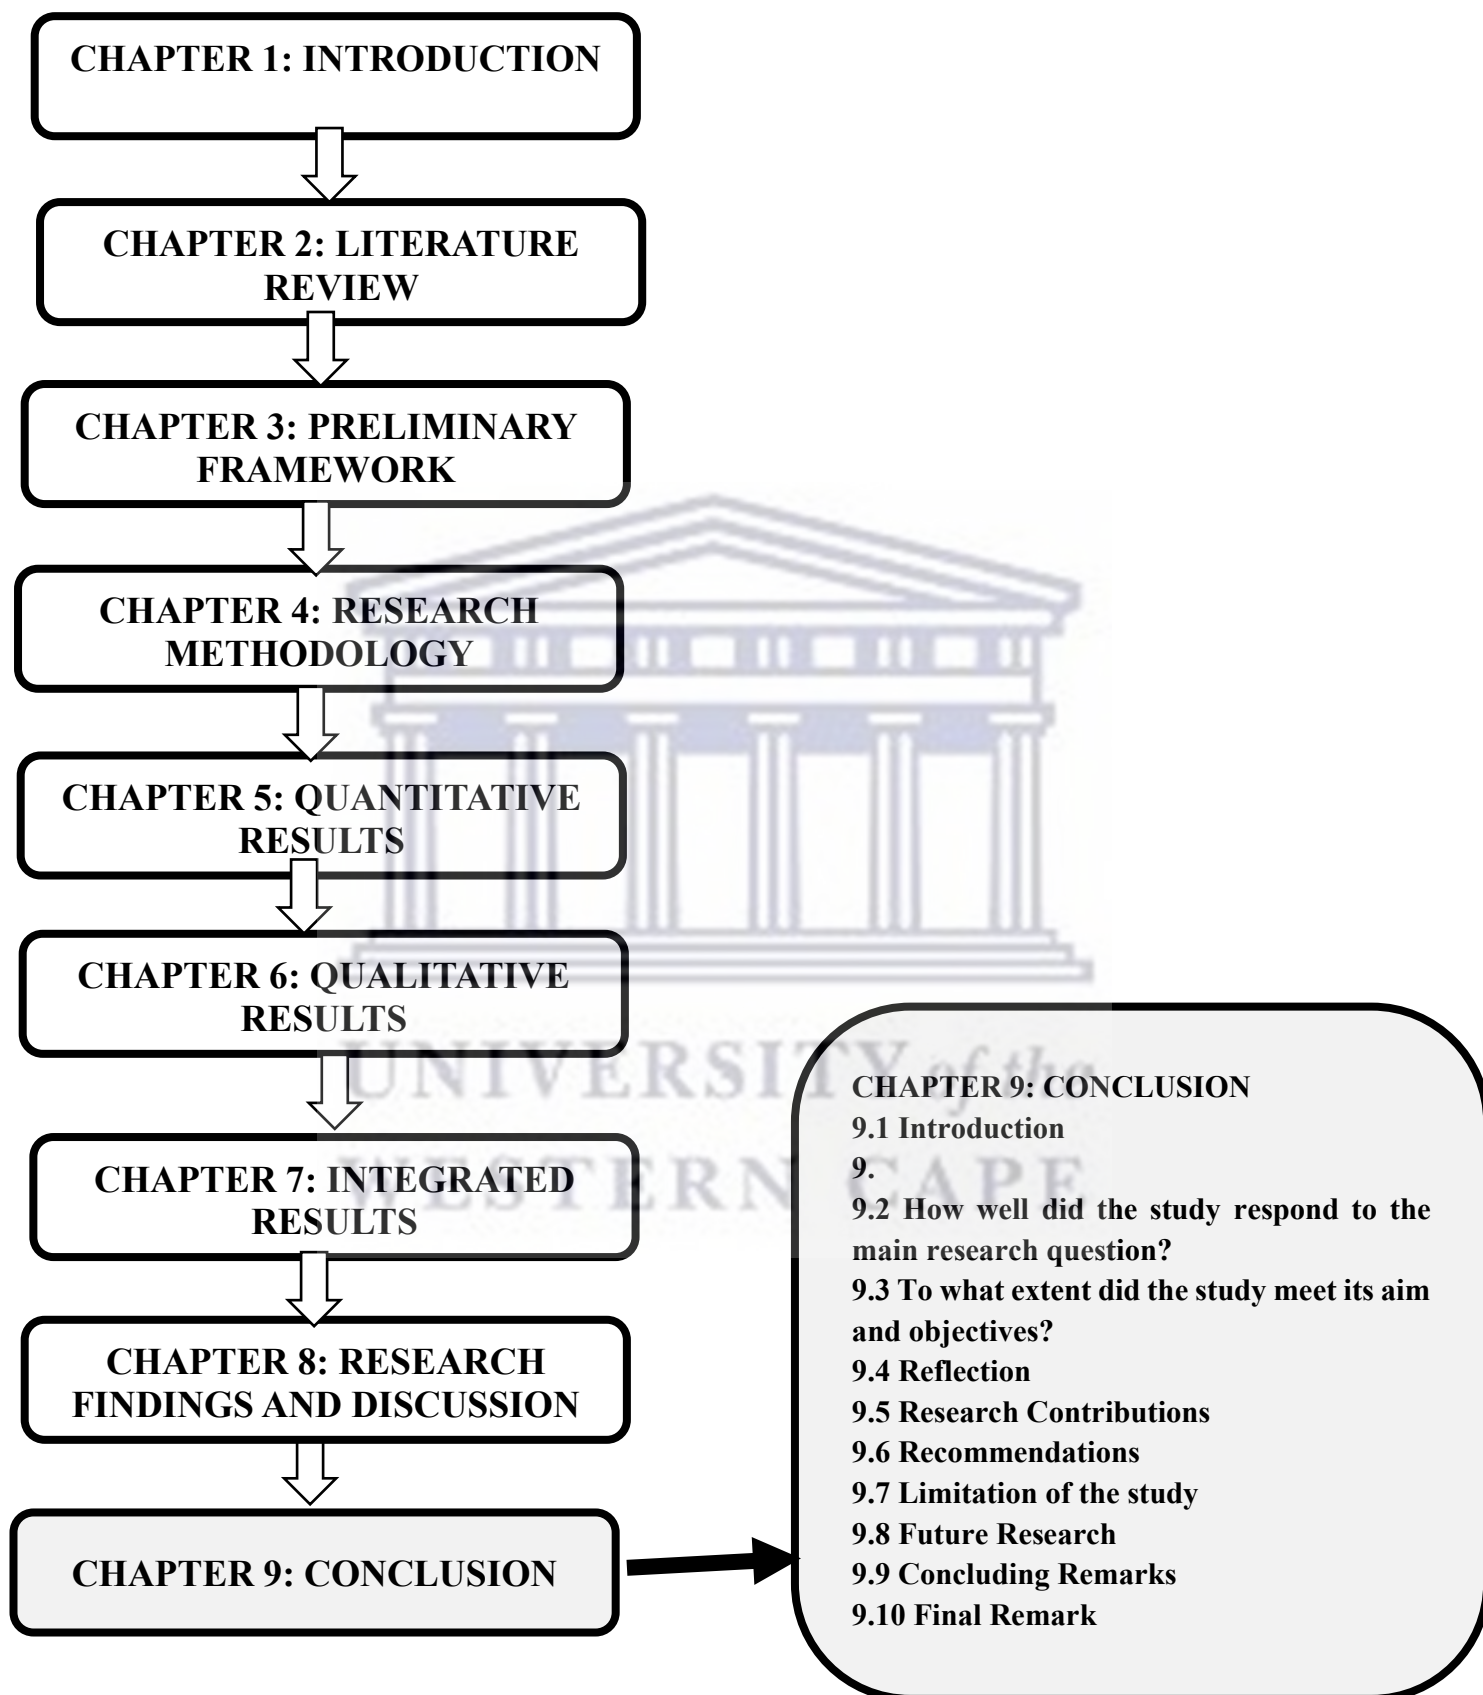 CHAPTER 1: INTRODUCTION
CHAPTER 2: LITERATURE
REVIEW
CHAPTER 3: PRELIMINARY
FRAMEWORK
CHAPTER 4: RESEARCH
METHODOLOGY
CHAPTER 5: QUANTITATIVE
RESULTS
CHAPTER 6: QUALITATIVE
RESULTS
UNIVERSITY of the
WESTERN CAPE
CHAPTER 7: INTEGRATED
RESULTS
CHAPTER 8: RESEARCH
FINDINGS AND DISCUSSION
CHAPTER 9: CONCLUSION
CHAPTER 9: CONCLUSION
9.1 Introduction
9.
9.2 How well did the study respond to the
main research question?
9.3 To what extent did the study meet its aim
and objectives?
9.4 Reflection
9.5 Research Contributions
9.6 Recommendations
9.7 Limitation of the study
9.8 Future Research
9.9 Concluding Remarks
9.10 Final Remark